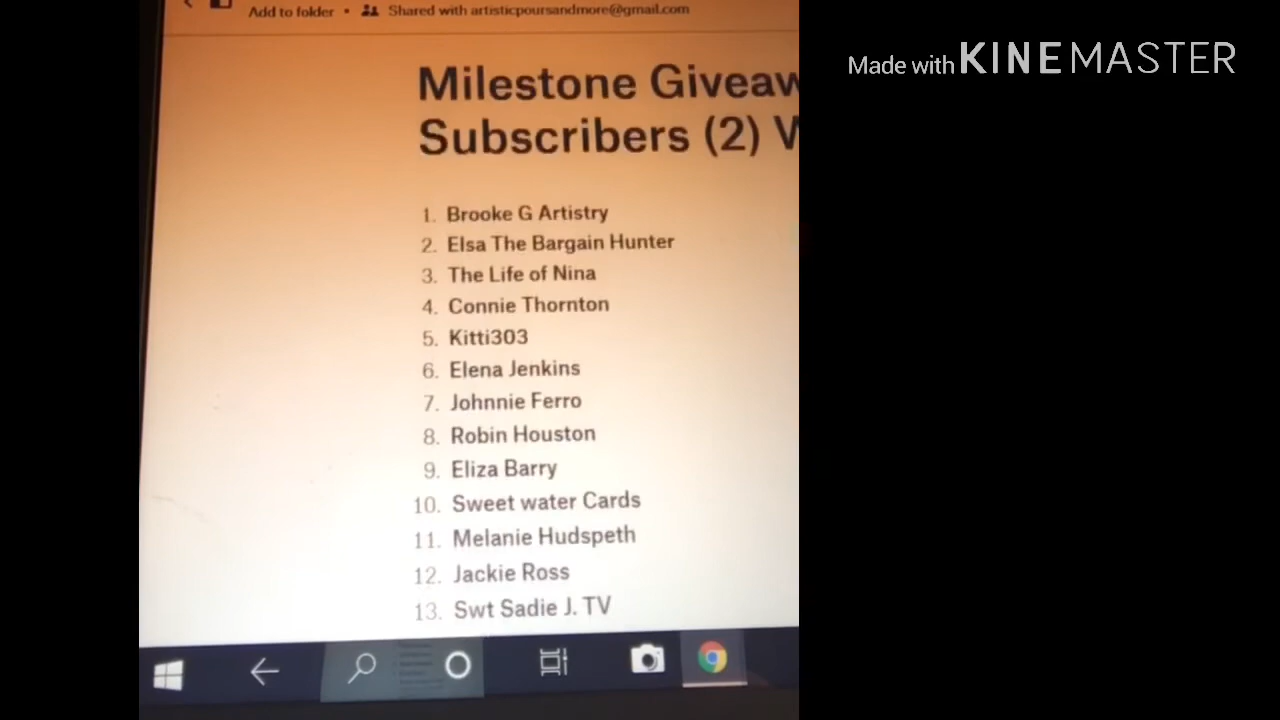 Add to folder • Shared with artisticpoursandmore@gmail.com
Made with KINEMASTER
Milestone Giveaw
Subscribers (2) W
1. Brooke G Artistry
2. Elsa The Bargain Hunter
3. The Life of Nina
4. Connie Thornton
5. Kitti303
6. Elena Jenkins
7. Johnnie Ferro
8. Robin Houston
9. Eliza Barry
10. Sweet water Cards
11. Melanie Hudspeth
12. Jackie Ross
13. Swt Sadie J. TV